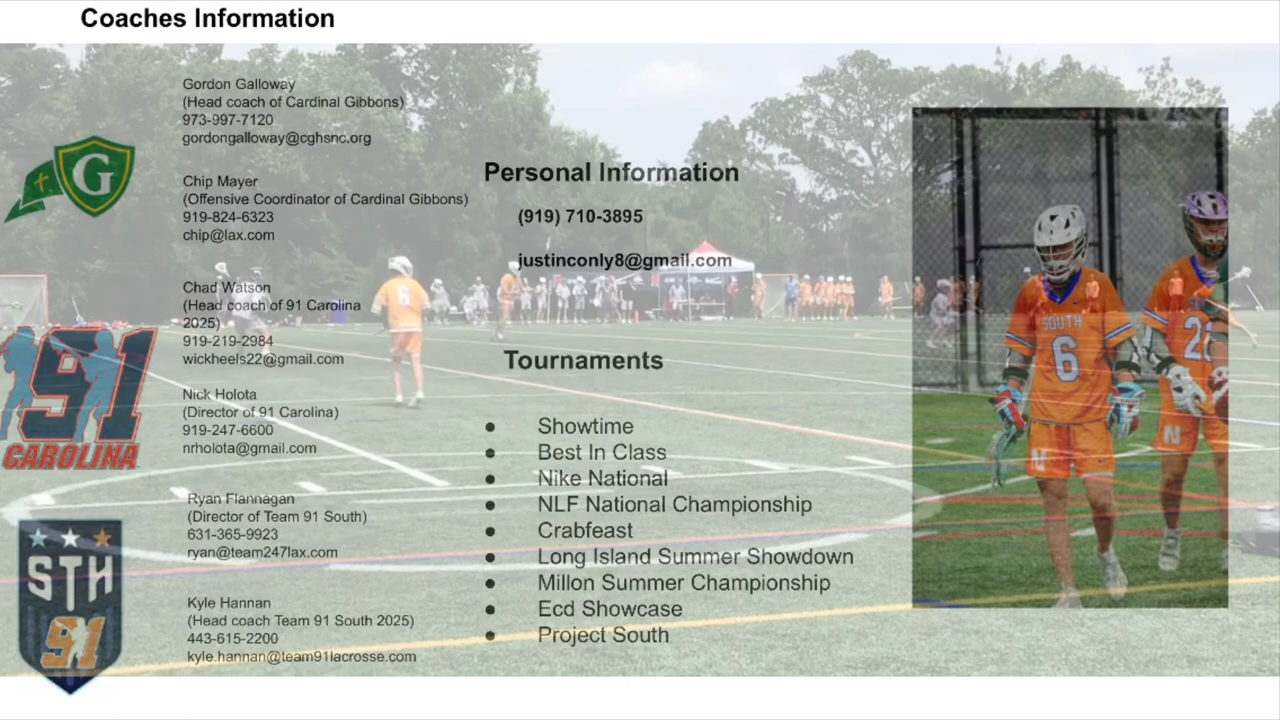 Coaches Information
Gordon Galloway
(Head coach of Cardinal Gibbons)
973-997-7120
gordongalloway@cghsnc.org
G
Chip Mayer
(Offensive Coordinator of Cardinal Gibbons)
919-824-6323
chip@lax.com
Chad Watson
(Head coach of 91 Carolina
2025)
919-219-2984
wickheels22@gmail.com
91
CAROLINA
Nick Holota
(Director of 91 Carolina)
919-247-6600
nrholota@gmail.com
Ryan Flannagan
(Director of Team 91 South)
631-365-9923
ryan@team247lax.com
STH
91
Kyle Hannan
(Head coach Team 91 South 2025)
443-615-2200
kyle.hannan@team91lacrosse.com
Personal Information
(919) 710-3895
justinconly8@gmail.com
Tournaments
● Showtime
● Best In Class
● Nike National
● NLF National Championship
● Crabfeast
● Long Island Summer Showdown
● Millon Summer Championship
● Ecd Showcase
● Project South
6
SOUTH
6
N
N